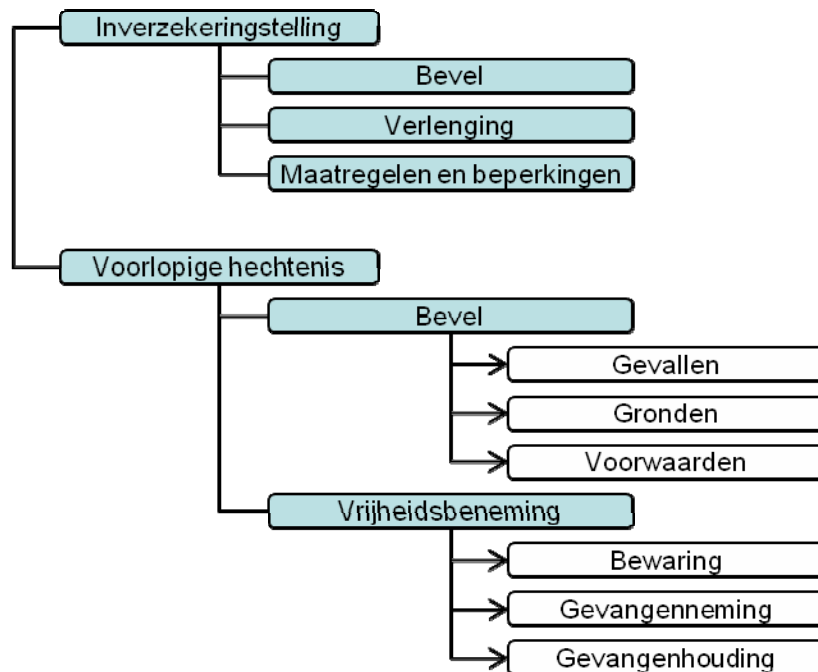 Inverzekeringstelling
Bevel
Verlenging
Maatregelen en beperkingen
Voorlopige hechtenis
Bevel
Gevallen
Gronden
Voorwaarden
Vrijheidsbeneming
Bewaring
Gevangenneming
Gevangenhouding